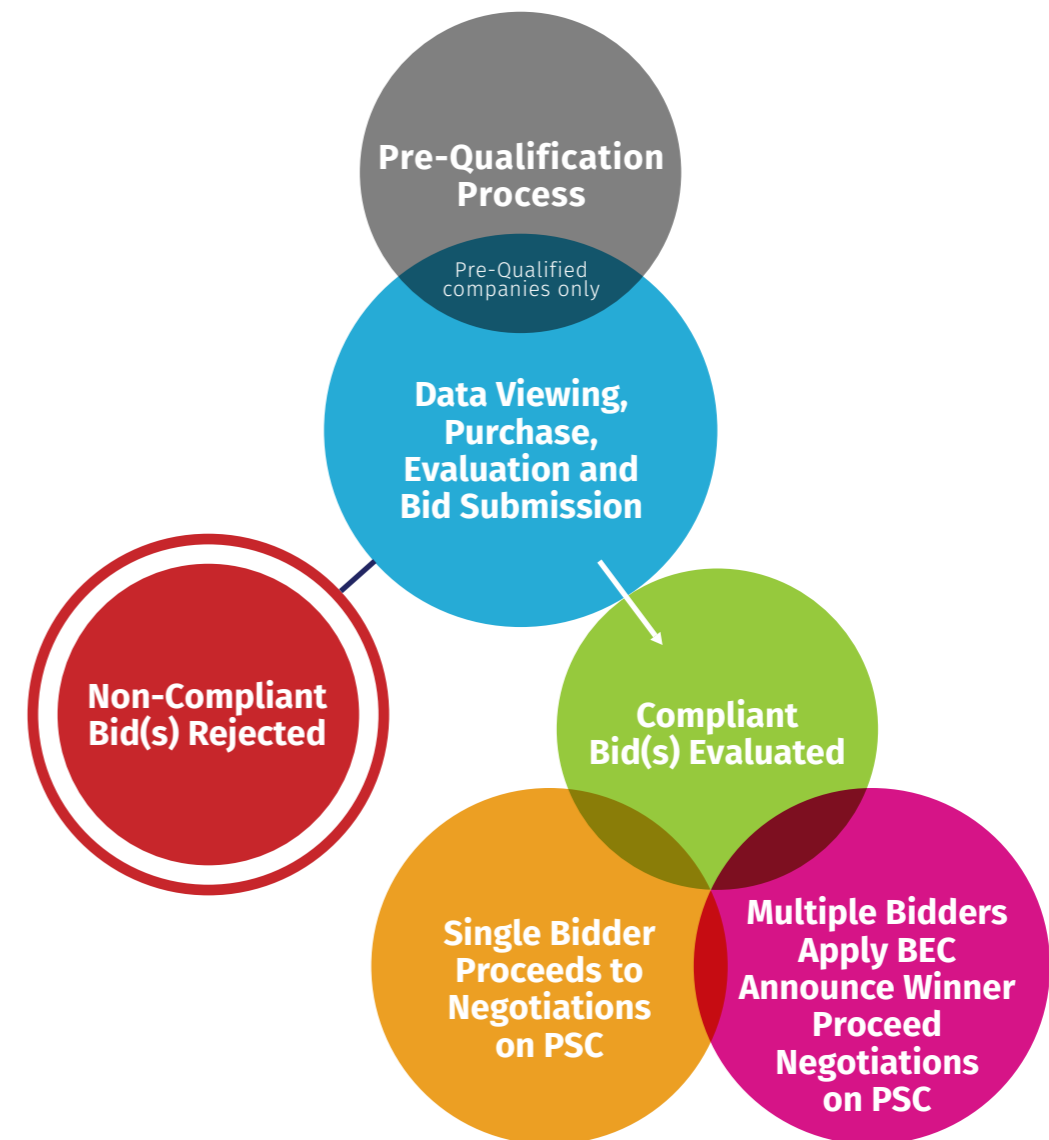 Pre-Qualification
Process
Pre-Qualified
companies only
Data Viewing,
Purchase,
Evaluation and
Bid Submission
Non-Compliant
Bid(s) Rejected
Compliant
Bid(s) Evaluated
Single Bidder
Proceeds to
Negotiations
on PSC
Multiple Bidders
Apply BEC
Announce Winner
Proceed
Negotiations
on PSC